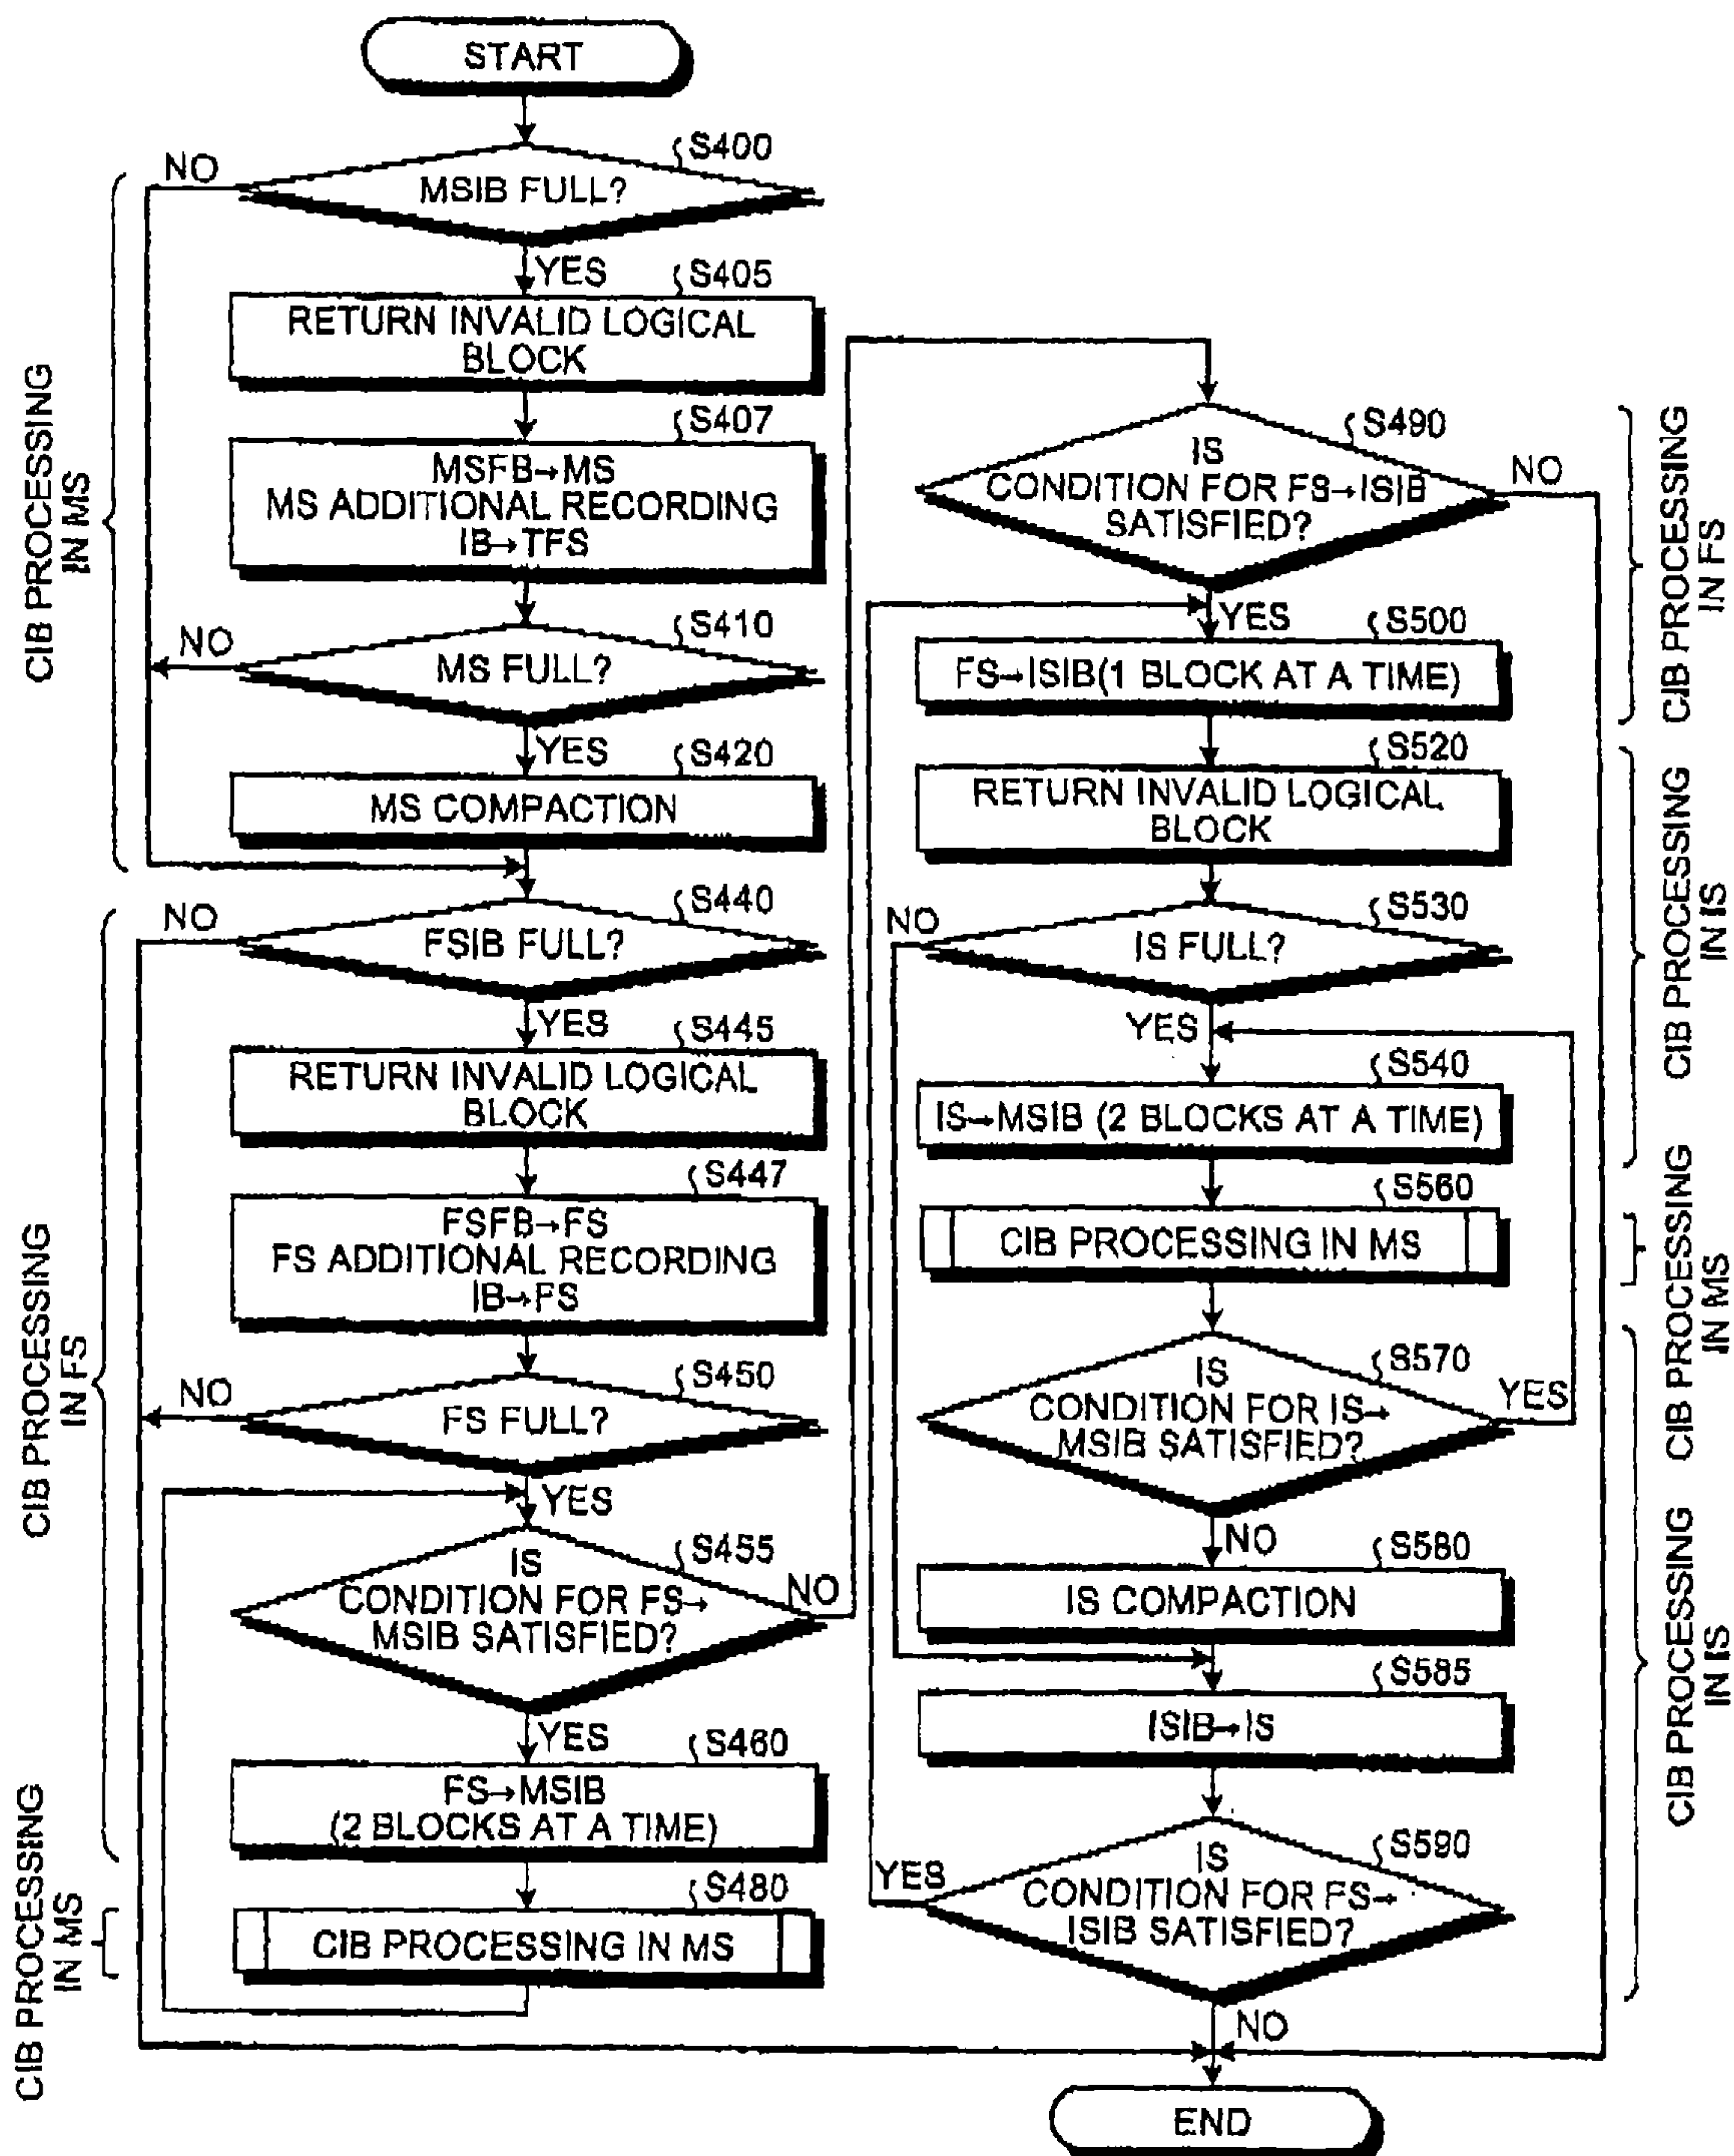 START
S400
NO
MSIB FULL?
YES
S405
RETURN INVALID LOGICAL
BLOCK
S407
MSFB→MS
MS ADDITIONAL RECORDING
IB→TFS
S410
NO
MS FULL?
YES
S420
MS COMPACTION
CIB PROCESSING
IN MS
S440
NO
FSIB FULL?
YES
S445
RETURN INVALID LOGICAL
BLOCK
S447
FSFB→FS
FS ADDITIONAL RECORDING
IB→FS
S450
NO
FS FULL?
YES
S455
IS
CONDITION FOR FS→
MSIB SATISFIED?
NO
YES
S460
FS→MSIB
(2 BLOCKS AT A TIME)
CIB PROCESSING
IN FS
S480
CIB PROCESSING IN MS
CIB PROCESSING
IN MS
S490
IS
CONDITION FOR FS→ISIB
SATISFIED?
NO
YES
S500
FS→ISIB(1 BLOCK AT A TIME)
CIB PROCESSING
IN FS
S520
RETURN INVALID LOGICAL
BLOCK
S530
NO
IS FULL?
YES
S540
IS→MSIB (2 BLOCKS AT A TIME)
CIB PROCESSING
IN IS
S560
CIB PROCESSING IN MS
CIB PROCESSING
IN MS
S570
IS
CONDITION FOR IS→
MSIB SATISFIED?
YES
NO
S580
IS COMPACTION
S585
ISIB→IS
S590
YES
IS
CONDITION FOR FS→
ISIB SATISFIED?
NO
CIB PROCESSING
IN IS
END